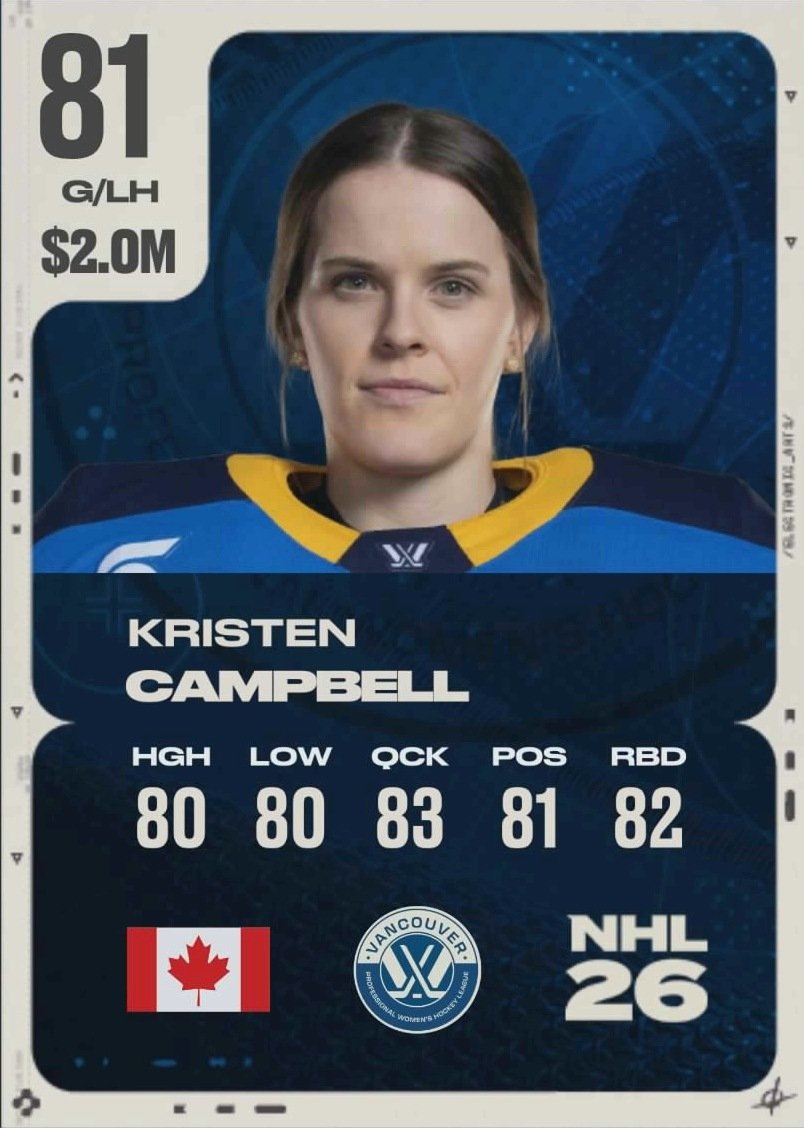 81
G/LH
$2.0M
KRISTEN
CAMPBELL
HGH LOW QCK POS RBD
80 80 83 81 82
VANCOUVER
PROFESSIONAL WOMEN'S HOCKEY LEAGUE
NHL
26
/ELECTRONIC_ARTS/